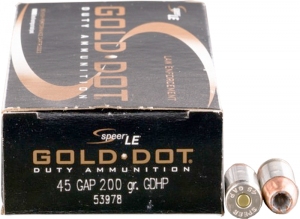 GOLD DOT
DUTY AMMUNITION
LAW ENFORCEMENT
speer LE
GOLD DOT
DUTY AMMUNITION
45 GAP 200 gr. GDHP
53978